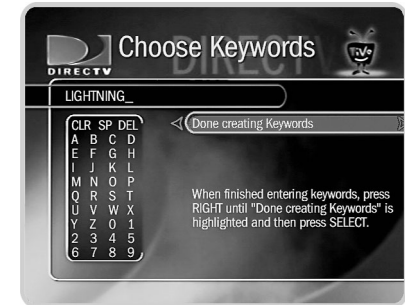 DIRECTV
Choose Keywords
TiVo
LIGHTNING_
CLR SP DEL
A B C D
E F G H
I J K L
M N O P
Q R S T
U V W X
Y Z 0 1
2 3 4 5
6 7 8 9
Done creating Keywords
When finished entering keywords, press
RIGHT until "Done creating Keywords" is
highlighted and then press SELECT.